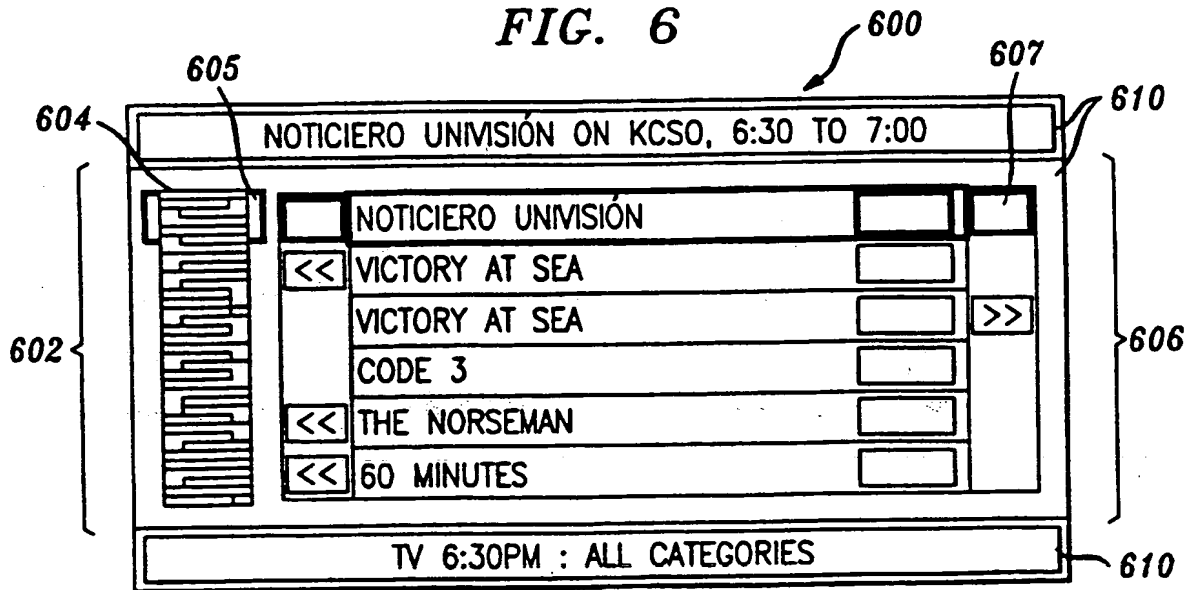 FIG. 6
600
607
605
610
604
NOTICIERO UNIVISIÓN ON KCSO, 6:30 TO 7:00
NOTICIERO UNIVISIÓN
<< VICTORY AT SEA
VICTORY AT SEA >>
602
606
CODE 3
<< THE NORSEMAN
<< 60 MINUTES
TV 6:30PM : ALL CATEGORIES
610